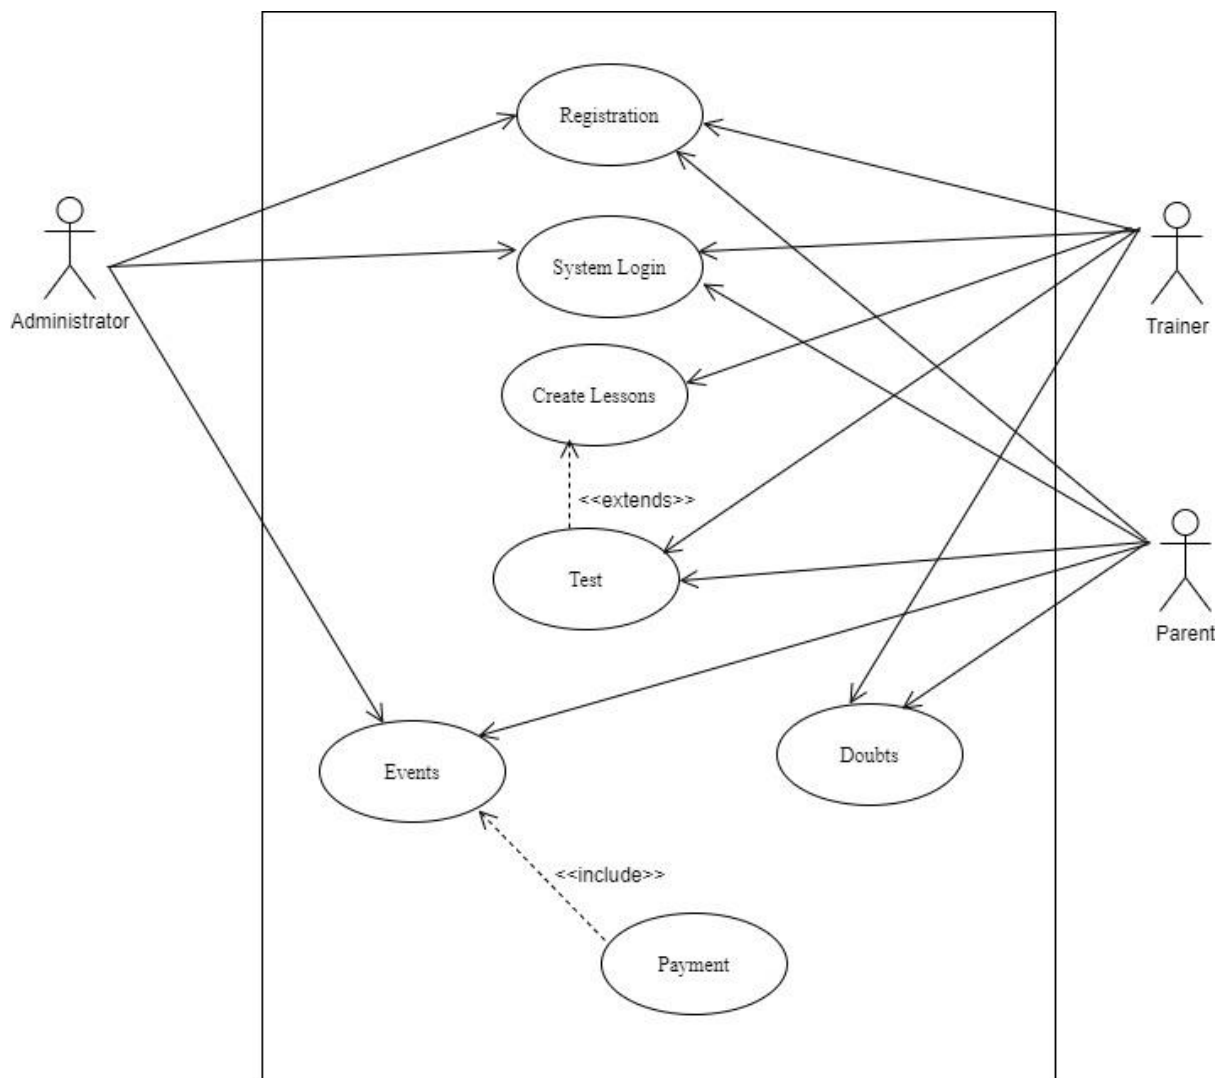 Registration
System Login
Administrator
Trainer
Create Lessons
<<extends>>
Test
Parent
Events
Doubts
<<include>>
Payment